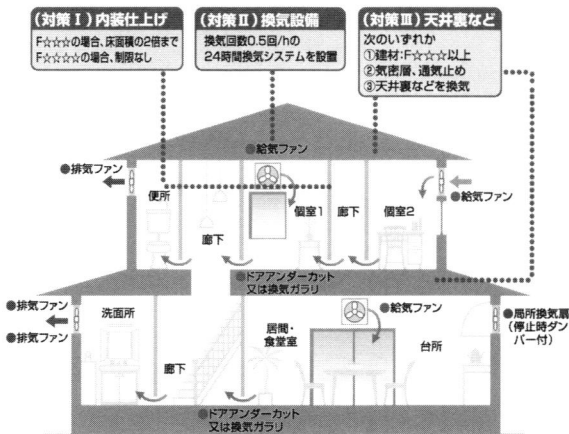 (対策Ⅰ)内装仕上げ
F☆☆☆の場合、床面積の2倍まで
F☆☆☆☆の場合、制限なし
(対策Ⅱ)換気設備
換気回数0.5回/hの
24時間換気システムを設置
(対策Ⅲ)天井裏など
次のいずれか
①建材:F☆☆☆以上
②気密層、通気止め
③天井裏などを換気
●給気ファン
●排気ファン
便所
個室1
廊下
個室2
●給気ファン
廊下
●ドアアンダーカット
又は換気ガラリ
●排気ファン
洗面所
●給気ファン
●局所換気扇
(停止時ダン
パー付)
●排気ファン
居間・
食堂室
台所
廊下
●ドアアンダーカット
又は換気ガラリ